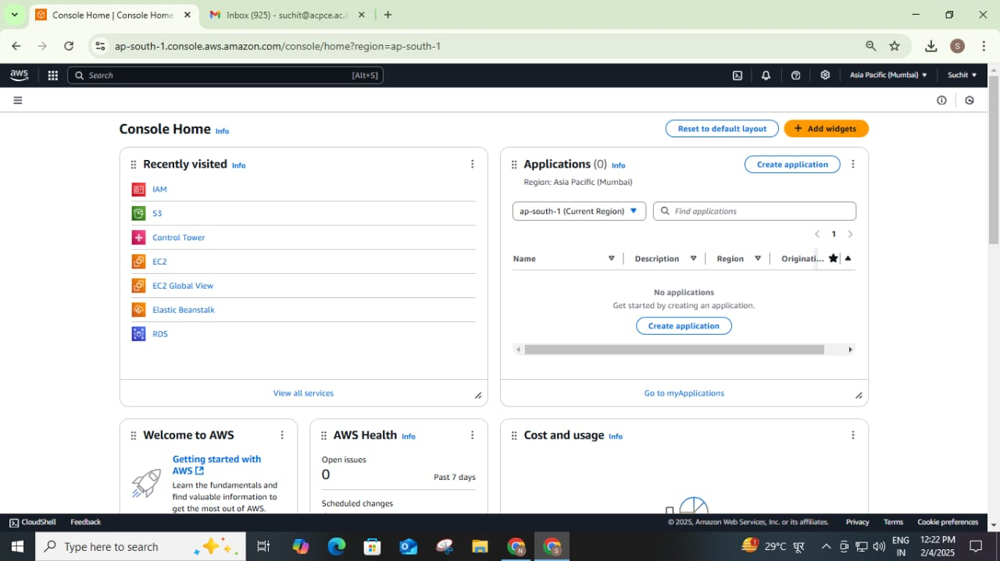 Console Home | Console Home
Inbox (925) - suchit@acpce.ac.i
ap-south-1.console.aws.amazon.com/console/home?region=ap-south-1
S
aws
Search
[Alt+S]
Asia Pacific (Mumbai)
Suchit
Console Home Info
Reset to default layout
Add widgets
Recently visited Info
IAM
S3
Control Tower
EC2
EC2 Global View
Elastic Beanstalk
RDS
View all services
Applications (0) Info
Create application
Region: Asia Pacific (Mumbai)
ap-south-1 (Current Region)
Find applications
1
Name Description Region Originati...
No applications
Get started by creating an application.
Create application
Go to myApplications
Welcome to AWS
Getting started with
AWS
Learn the fundamentals and
find valuable information to
get the most out of AWS.
AWS Health Info
Open issues
0
Past 7 days
Scheduled changes
Cost and usage Info
CloudShell Feedback
© 2025, Amazon Web Services, Inc. or its affiliates. Privacy Terms Cookie preferences
Type here to search
N
S
1
29°C धूर
ENG
IN
12:22 PM
2/4/2025